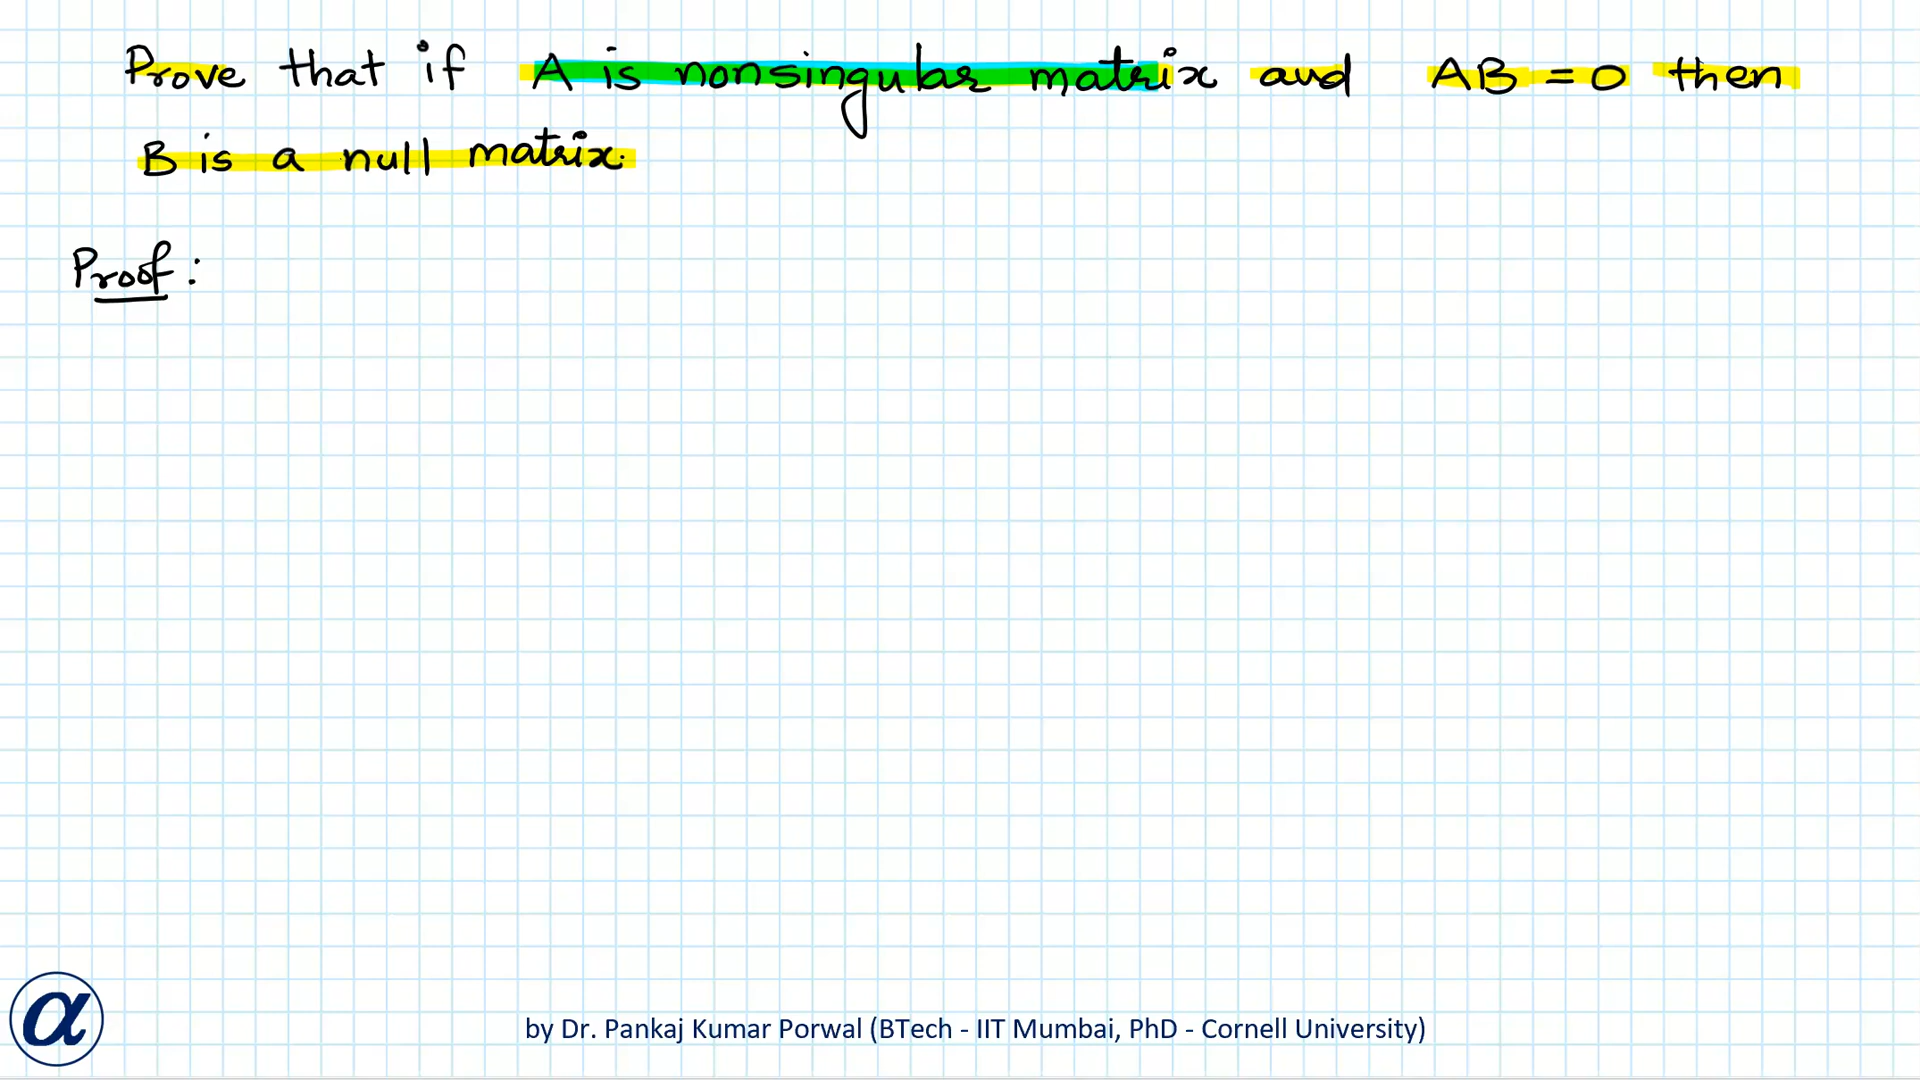 Prove that if A is nonsingular matrix and AB = 0 then
B is a null matrix.
Proof :
α
by Dr. Pankaj Kumar Porwal (BTech - IIT Mumbai, PhD - Cornell University)